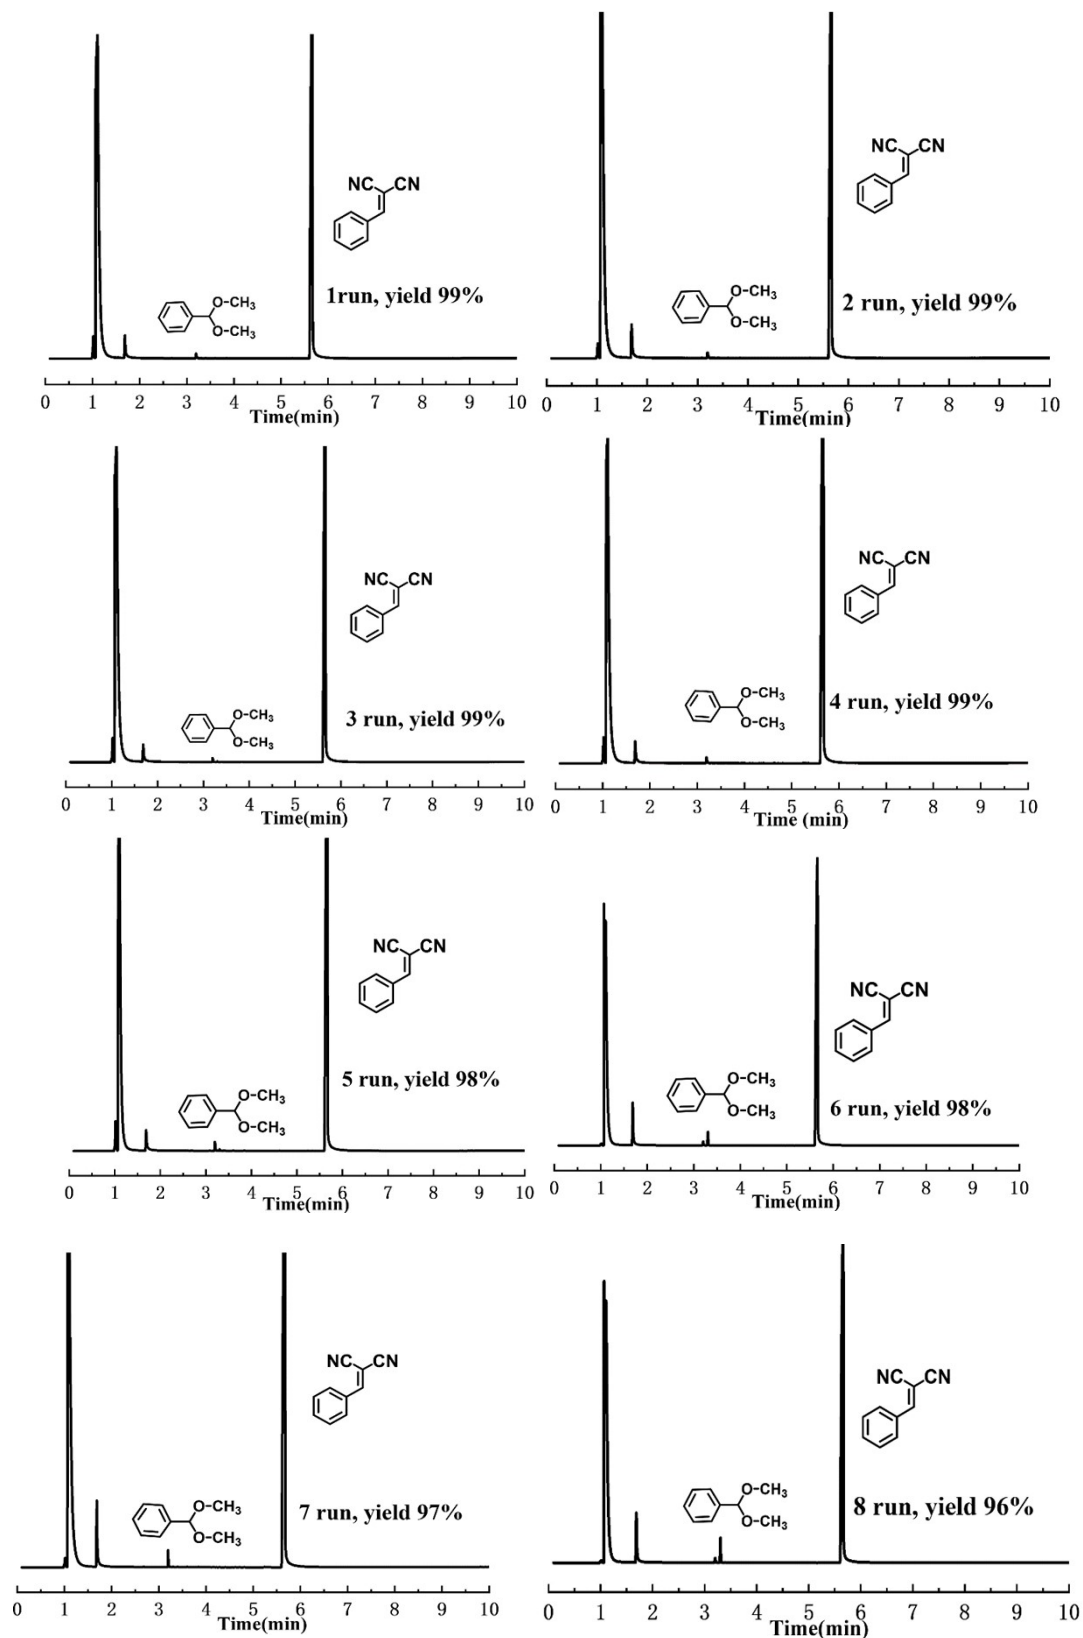 NC CN
O-CH3
O-CH3
1run, yield 99%
0 1 2 3 4 5 6 7 8 9 10
Time(min)
NC CN
O-CH3
O-CH3
2 run, yield 99%
0 1 2 3 4 5 6 7 8 9 10
Time(min)
NC CN
O-CH3
O-CH3
3 run, yield 99%
0 1 2 3 4 5 6 7 8 9 10
Time(min)
NC CN
O-CH3
O-CH3
4 run, yield 99%
0 1 2 3 4 5 6 7 8 9 10
Time (min)
NC CN
O-CH3
O-CH3
5 run, yield 98%
0 1 2 3 4 5 6 7 8 9 10
Time(min)
NC CN
O-CH3
O-CH3
6 run, yield 98%
0 1 2 3 4 5 6 7 8 9 10
Time(min)
NC CN
O-CH3
O-CH3
7 run, yield 97%
0 1 2 3 4 5 6 7 8 9 10
Time(min)
NC CN
O-CH3
O-CH3
8 run, yield 96%
0 1 2 3 4 5 6 7 8 9 10
Time(min)